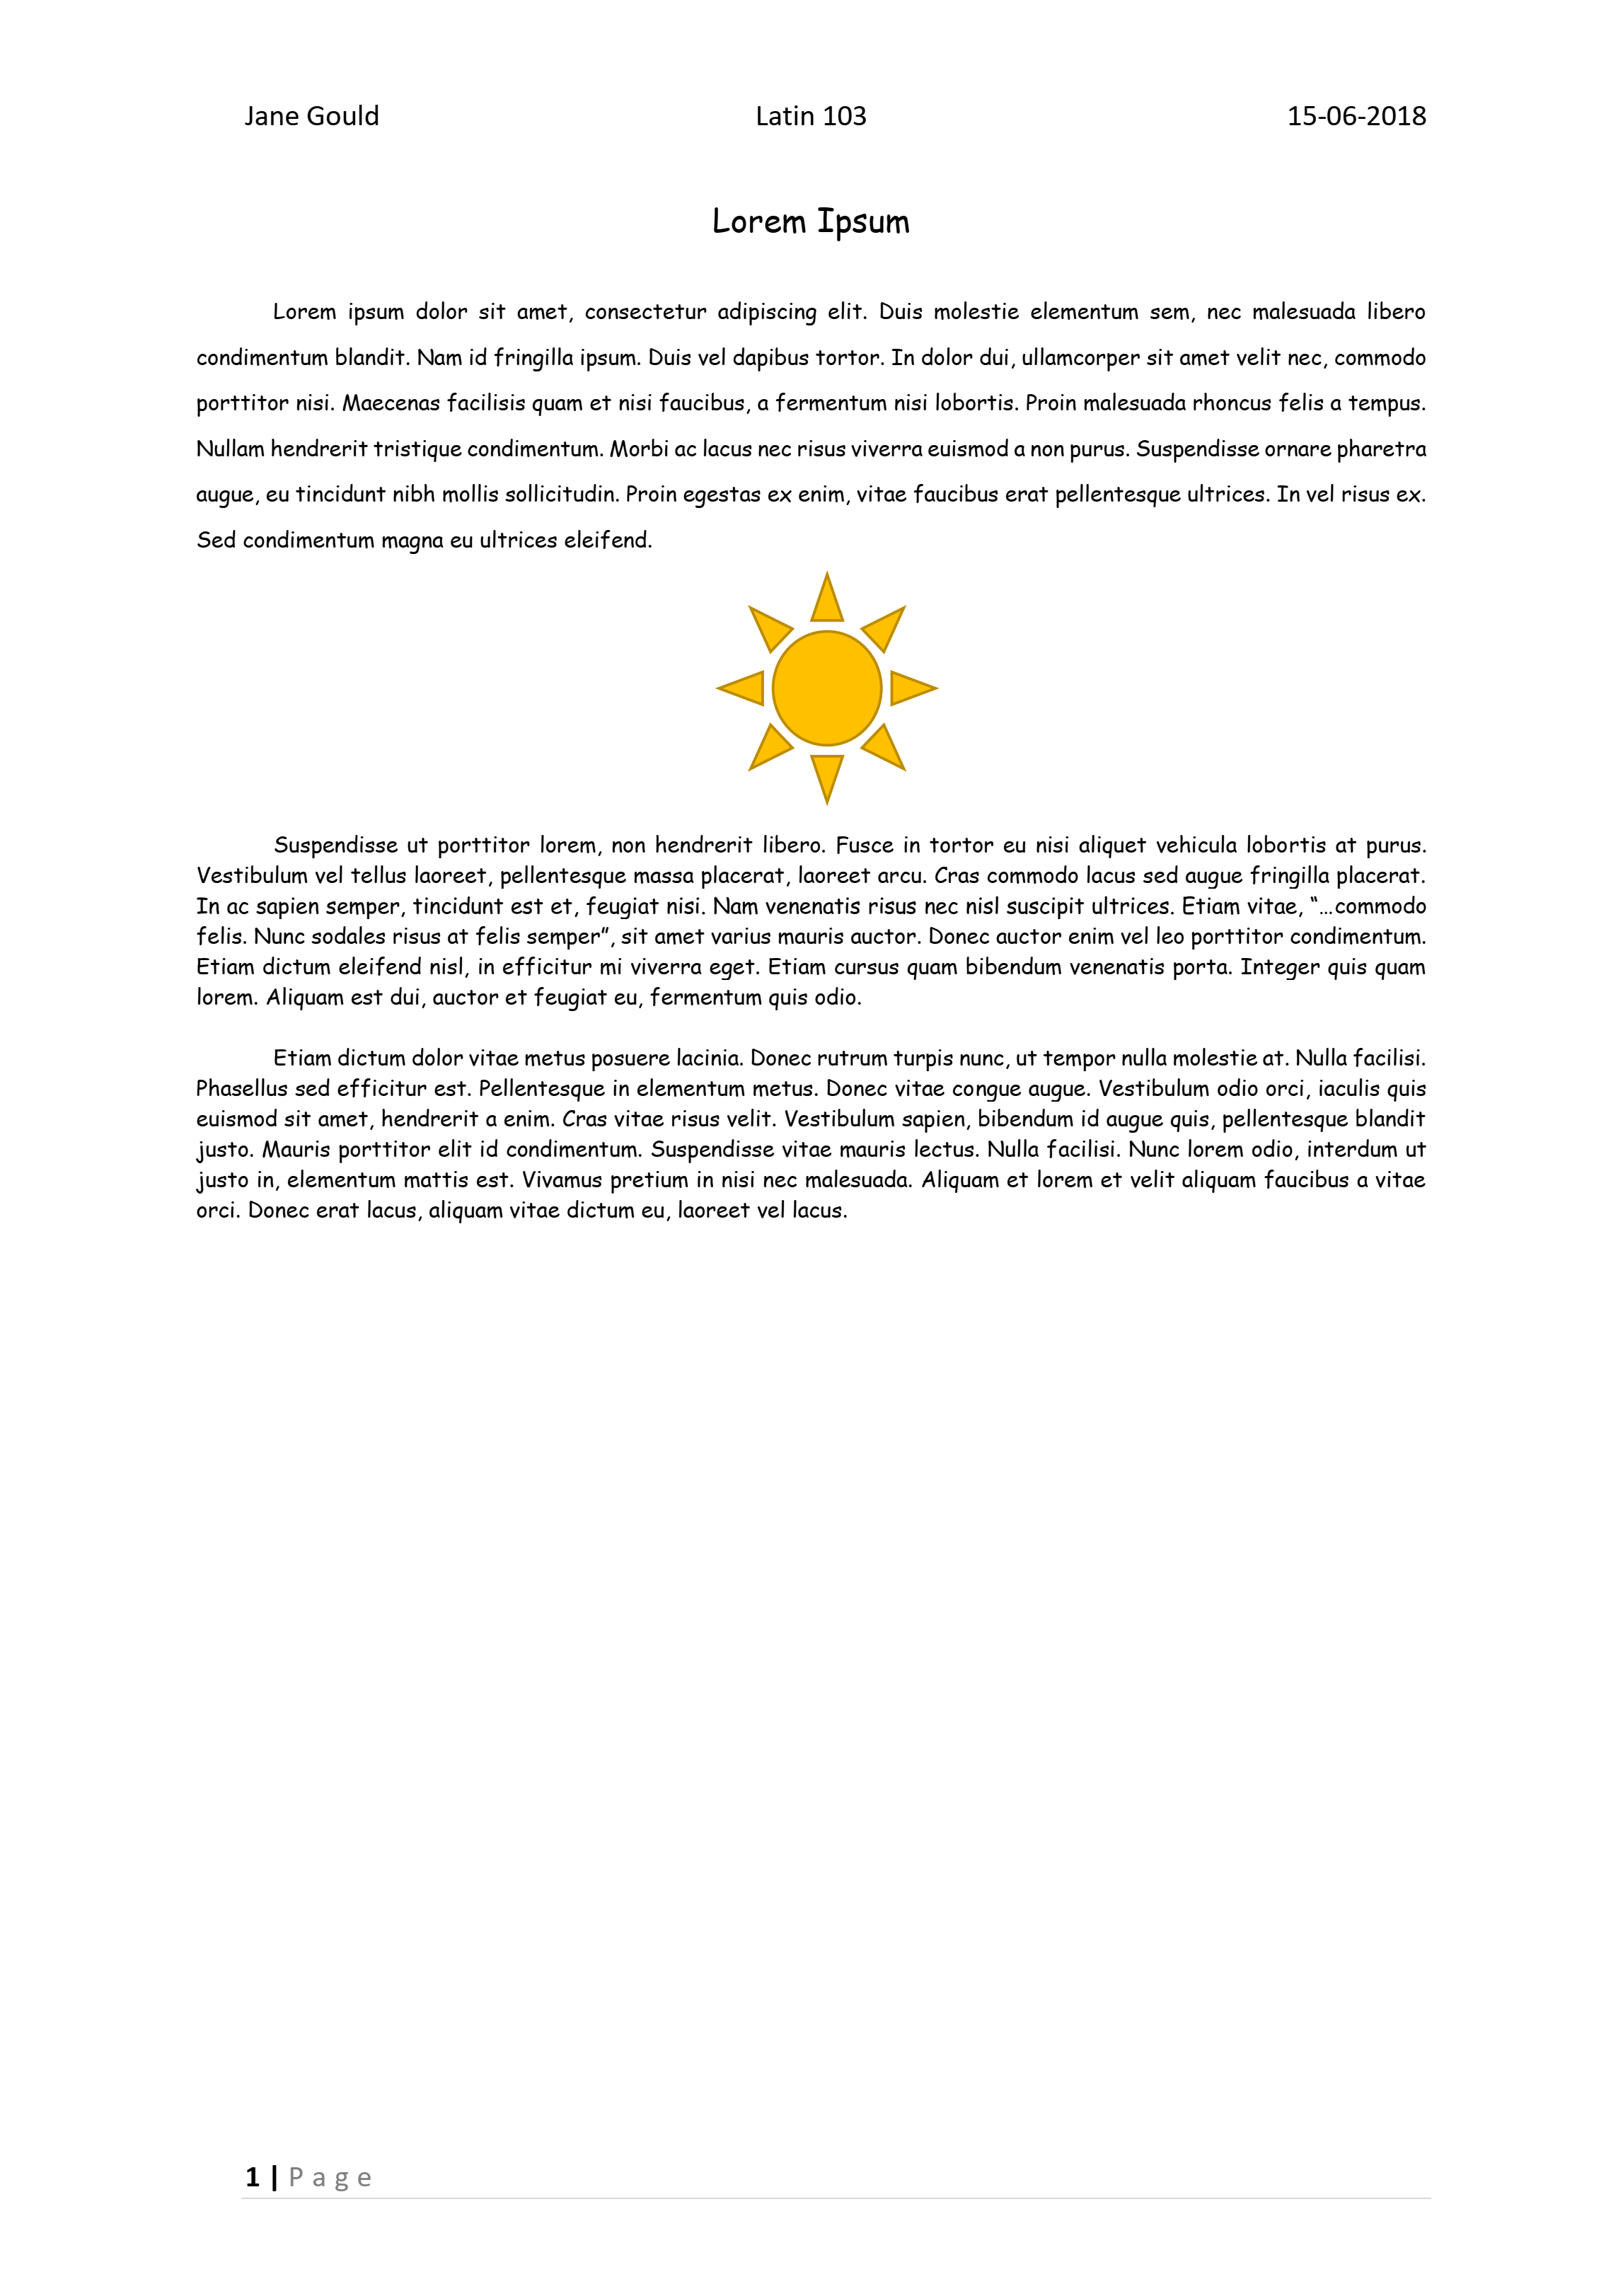 Jane Gould Latin 103 15-06-2018
Lorem Ipsum
Lorem ipsum dolor sit amet, consectetur adipiscing elit. Duis molestie elementum sem, nec malesuada libero
condimentum blandit. Nam id fringilla ipsum. Duis vel dapibus tortor. In dolor dui, ullamcorper sit amet velit nec, commodo
porttitor nisi. Maecenas facilisis quam et nisi faucibus, a fermentum nisi lobortis. Proin malesuada rhoncus felis a tempus.
Nullam hendrerit tristique condimentum. Morbi ac lacus nec risus viverra euismod a non purus. Suspendisse ornare pharetra
augue, eu tincidunt nibh mollis sollicitudin. Proin egestas ex enim, vitae faucibus erat pellentesque ultrices. In vel risus ex.
Sed condimentum magna eu ultrices eleifend.
Suspendisse ut porttitor lorem, non hendrerit libero. Fusce in tortor eu nisi aliquet vehicula lobortis at purus.
Vestibulum vel tellus laoreet, pellentesque massa placerat, laoreet arcu. Cras commodo lacus sed augue fringilla placerat.
In ac sapien semper, tincidunt est et, feugiat nisi. Nam venenatis risus nec nisl suscipit ultrices. Etiam vitae, “…commodo
felis. Nunc sodales risus at felis semper”, sit amet varius mauris auctor. Donec auctor enim vel leo porttitor condimentum.
Etiam dictum eleifend nisl, in efficitur mi viverra eget. Etiam cursus quam bibendum venenatis porta. Integer quis quam
lorem. Aliquam est dui, auctor et feugiat eu, fermentum quis odio.
Etiam dictum dolor vitae metus posuere lacinia. Donec rutrum turpis nunc, ut tempor nulla molestie at. Nulla facilisi.
Phasellus sed efficitur est. Pellentesque in elementum metus. Donec vitae congue augue. Vestibulum odio orci, iaculis quis
euismod sit amet, hendrerit a enim. Cras vitae risus velit. Vestibulum sapien, bibendum id augue quis, pellentesque blandit
justo. Mauris porttitor elit id condimentum. Suspendisse vitae mauris lectus. Nulla facilisi. Nunc lorem odio, interdum ut
justo in, elementum mattis est. Vivamus pretium in nisi nec malesuada. Aliquam et lorem et velit aliquam faucibus a vitae
orci. Donec erat lacus, aliquam vitae dictum eu, laoreet vel lacus.
1 | Page